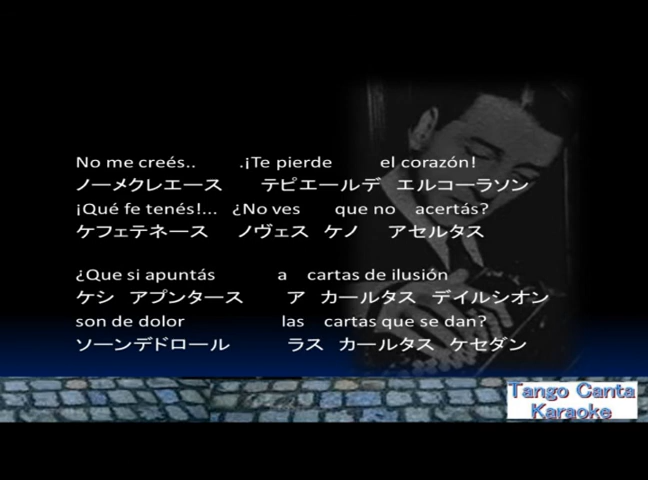 No me creés.. .¡Te pierde el corazón!
ノーメクレエース テピエールデ エルコーラソン
¡Qué fe tenés!... ¿No ves que no acertás?
ケフェテネース ノヴェス ケノ アセルタス
¿Que si apuntás a cartas de ilusión
ケシ アプンタース ア カールタス デイルシオン
son de dolor las cartas que se dan?
ソーンデドロール ラス カールタス ケセダン
Tango Canta
Karaoke